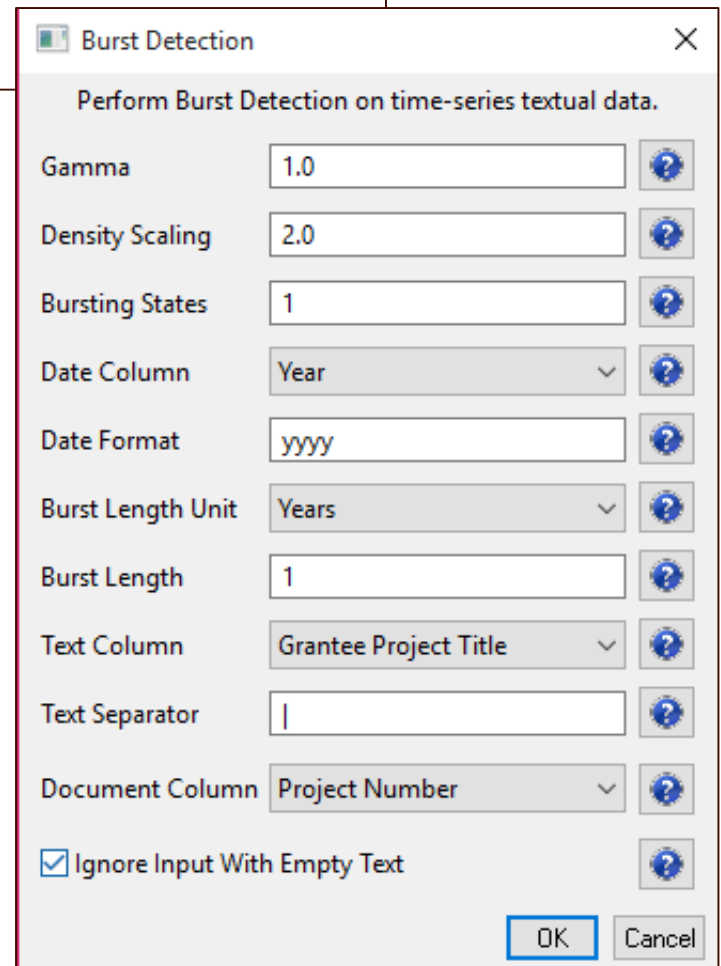 Burst Detection
Perform Burst Detection on time-series textual data.
Gamma 1.0
Density Scaling 2.0
Bursting States 1
Date Column Year
Date Format yyyy
Burst Length Unit Years
Burst Length 1
Text Column Grantee Project Title
Text Separator |
Document Column Project Number
Ignore Input With Empty Text
OK Cancel